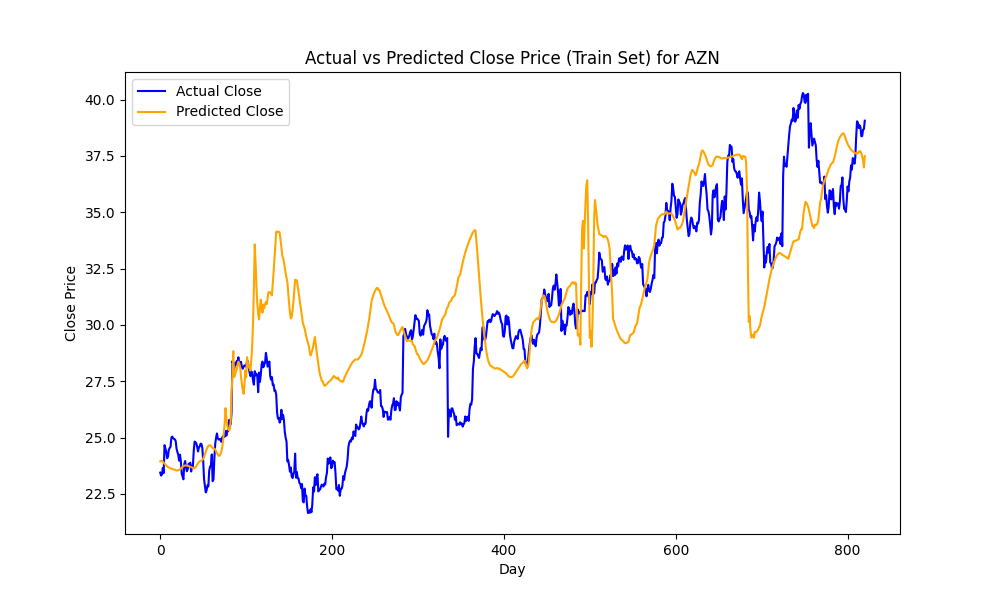 Actual vs Predicted Close Price (Train Set) for AZN
Actual Close
Predicted Close
40.0
37.5
35.0
32.5
30.0
27.5
25.0
22.5
Close Price
0
200
400
600
800
Day